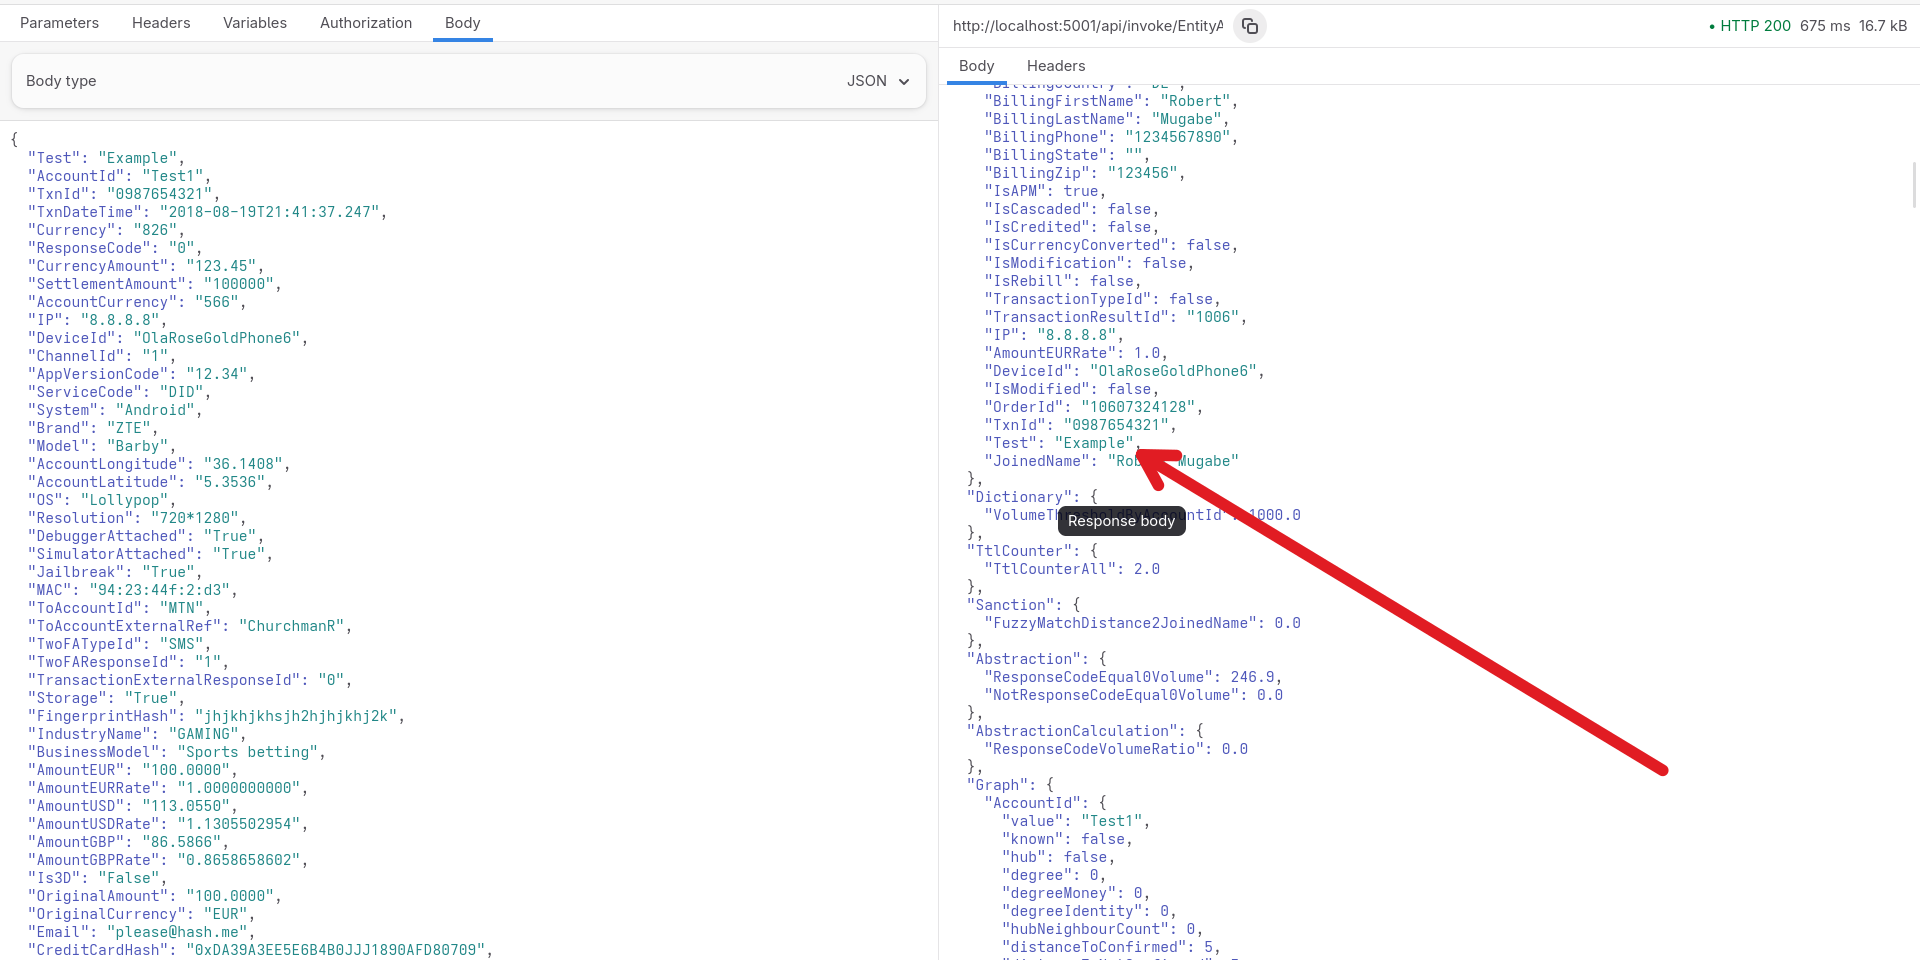 Parameters Headers Variables Authorization Body
Body type JSON
{
"Test": "Example",
"AccountId": "Test1",
"TxnId": "0987654321",
"TxnDateTime": "2018-08-19T21:41:37.247",
"Currency": "826",
"ResponseCode": "0",
"CurrencyAmount": "123.45",
"SettlementAmount": "100000",
"AccountCurrency": "566",
"IP": "8.8.8.8",
"DeviceId": "OlaRoseGoldPhone6",
"ChannelId": "1",
"AppVersionCode": "12.34",
"ServiceCode": "DID",
"System": "Android",
"Brand": "ZTE",
"Model": "Barby",
"AccountLongitude": "36.1408",
"AccountLatitude": "5.3536",
"OS": "Lollypop",
"Resolution": "720*1280",
"DebuggerAttached": "True",
"SimulatorAttached": "True",
"Jailbreak": "True",
"MAC": "94:23:44f:2:d3",
"ToAccountId": "MTN",
"ToAccountExternalRef": "ChurchmanR",
"TwoFATypeId": "SMS",
"TwoFAResponseId": "1",
"TransactionExternalResponseId": "0",
"Storage": "True",
"FingerprintHash": "jhjkhjkhsjh2hjhjkhj2k",
"IndustryName": "GAMING",
"BusinessModel": "Sports betting",
"AmountEUR": "100.0000",
"AmountEURRate": "1.0000000000",
"AmountUSD": "113.0550",
"AmountUSDRate": "1.1305502954",
"AmountGBP": "86.5866",
"AmountGBPRate": "0.8658658602",
"Is3D": "False",
"OriginalAmount": "100.0000",
"OriginalCurrency": "EUR",
"Email": "please@hash.me",
"CreditCardHash": "0xDA39A3EE5E6B4B0JJJ1890AFD80709",
http://localhost:5001/api/invoke/EntityA • HTTP 200 675 ms 16.7 kB
Body Headers
"BillingCountry": "DE",
"BillingFirstName": "Robert",
"BillingLastName": "Mugabe",
"BillingPhone": "1234567890",
"BillingState": "",
"BillingZip": "123456",
"IsAPM": true,
"IsCascaded": false,
"IsCredited": false,
"IsCurrencyConverted": false,
"IsModification": false,
"IsRebill": false,
"TransactionTypeId": false,
"TransactionResultId": "1006",
"IP": "8.8.8.8",
"AmountEURRate": 1.0,
"DeviceId": "OlaRoseGoldPhone6",
"IsModified": false,
"OrderId": "10607324128",
"TxnId": "0987654321",
"Test": "Example",
"JoinedName": "Mugabe"
},
"Dictionary": {
1000.0
Response body
},
"TtlCounter": {
"TtlCounterAll": 2.0
},
"Sanction": {
"FuzzyMatchDistance2JoinedName": 0.0
},
"Abstraction": {
"ResponseCodeEqual0Volume": 246.9,
"NotResponseCodeEqual0Volume": 0.0
},
"AbstractionCalculation": {
"ResponseCodeVolumeRatio": 0.0
},
"Graph": {
"AccountId": {
"value": "Test1",
"known": false,
"hub": false,
"degree": 0,
"degreeMoney": 0,
"degreeIdentity": 0,
"hubNeighbourCount": 0,
"distanceToConfirmed": 5,